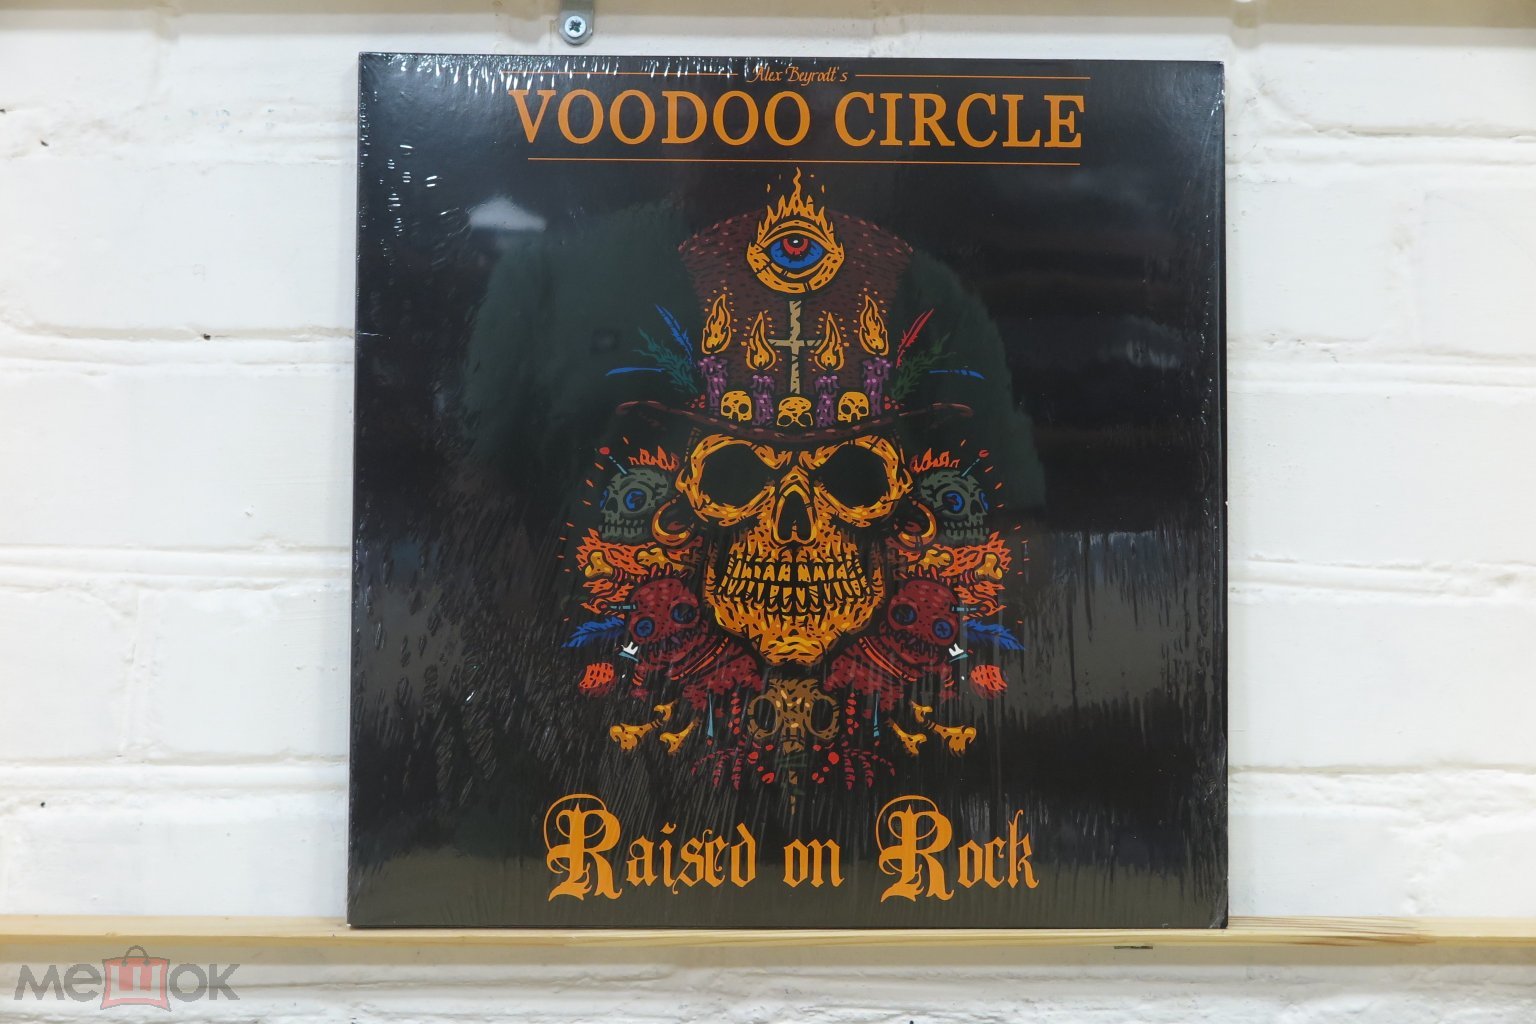 Alex Beyrodt's
VOODOO CIRCLE
Raised on Rock
мешок